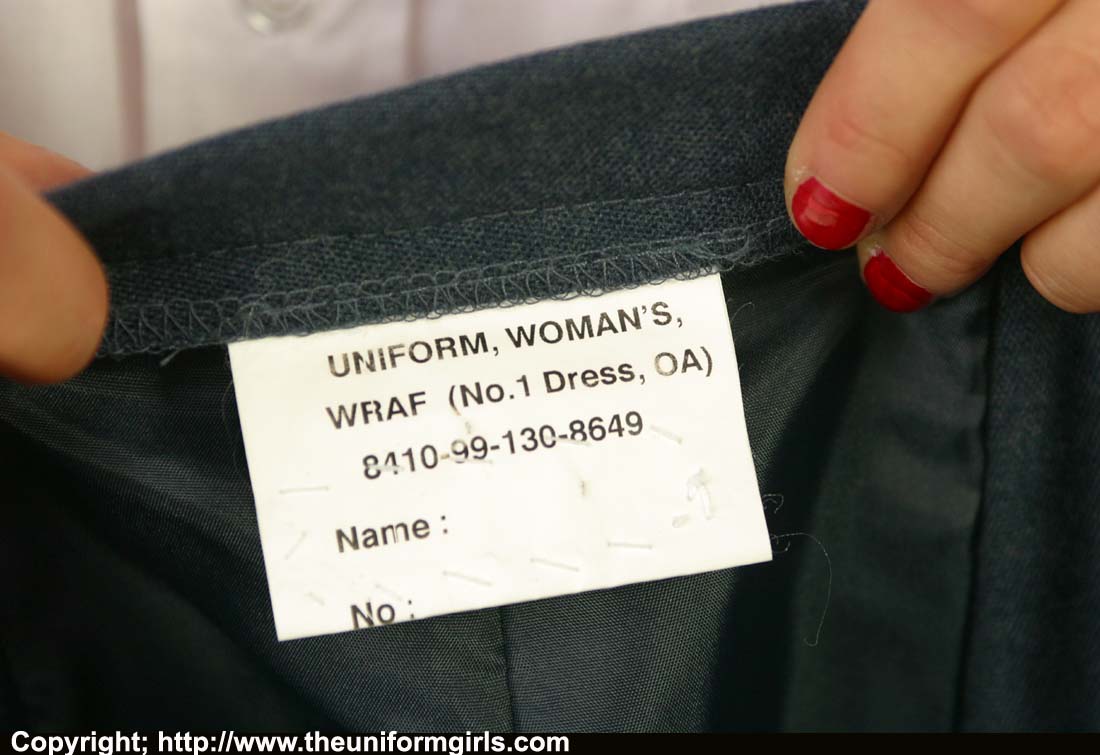 UNIFORM, WOMAN'S,
WRAF (No.1 Dress, OA)
8410-99-130-8649
Name :
No :
Copyright; http://www.theuniformgirls.com